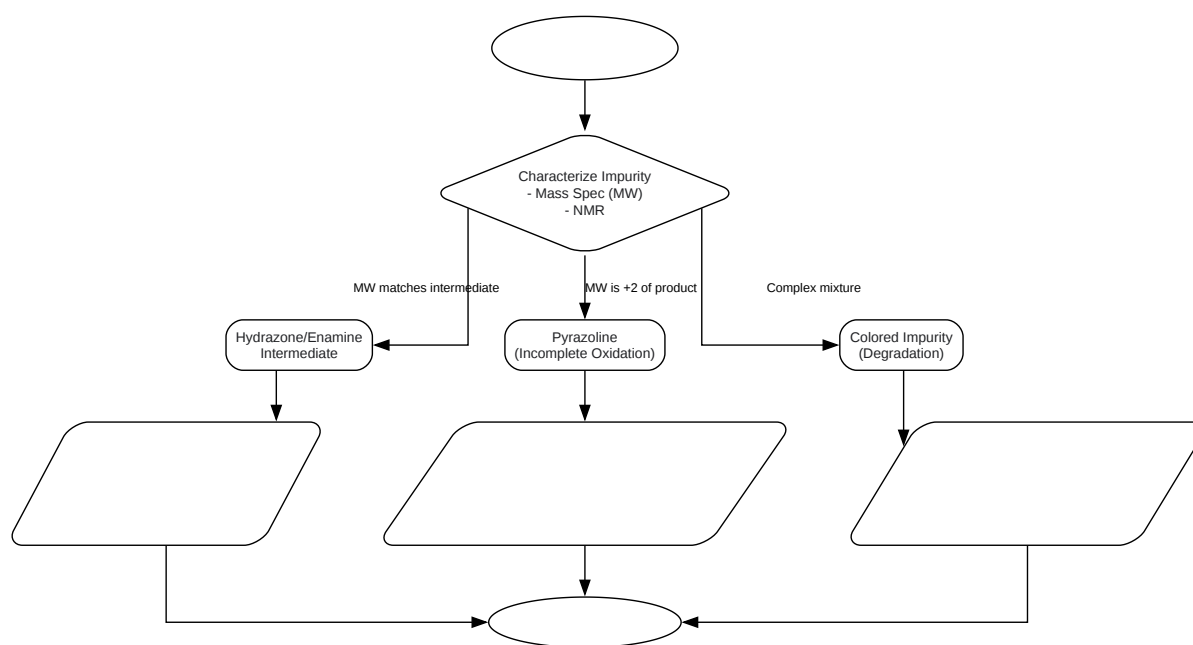 Characterize Impurity
- Mass Spec (MW)
- NMR
MW matches intermediate
MW is +2 of product
Complex mixture
Hydrazone/Enamine
Intermediate
Pyrazoline
(Incomplete Oxidation)
Colored Impurity
(Degradation)